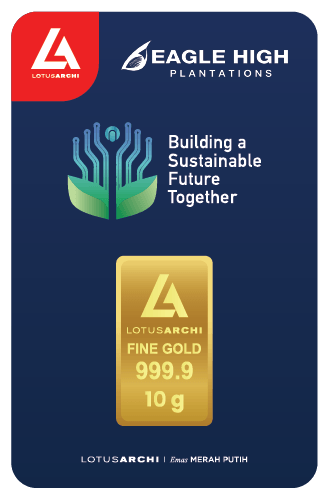 LOTUSARCHI
EAGLE HIGH
PLANTATIONS
Building a
Sustainable
Future
Together
LOTUSARCHI
FINE GOLD
999.9
10 g
LOTUSARCHI | Emas MERAH PUTIH